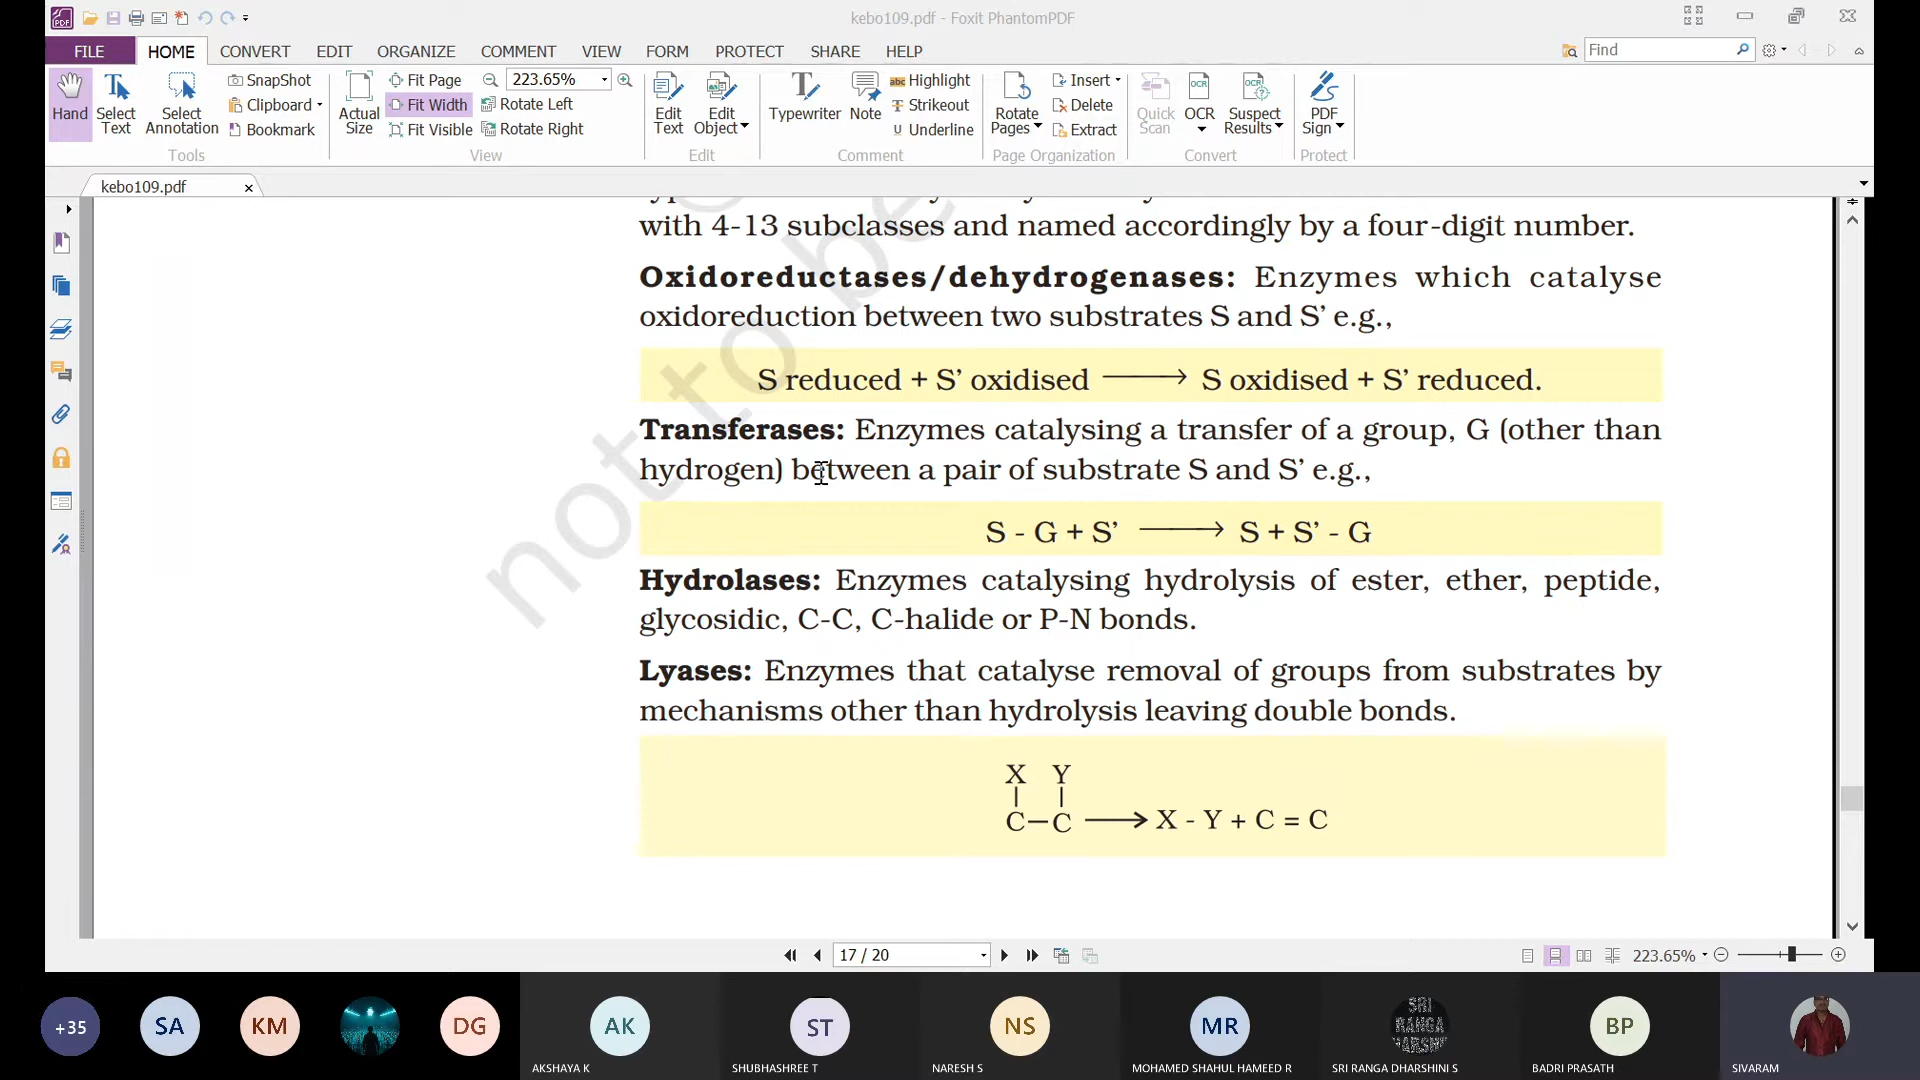 kebo109.pdf - Foxit PhantomPDF
FILE HOME CONVERT EDIT ORGANIZE COMMENT VIEW FORM PROTECT SHARE HELP Find
Hand
Select Text
Select Annotation
SnapShot
Clipboard
Bookmark
Tools
Actual Size
Fit Page
Fit Width
Fit Visible
223.65%
Rotate Left
Rotate Right
View
Edit Text
Edit Object
Edit
Typewriter
Note
Highlight
Strikeout
Underline
Comment
Rotate Pages
Insert
Delete
Extract
Page Organization
Quick Scan
OCR
Suspect Results
Convert
PDF Sign
Protect
kebo109.pdf
with 4-13 subclasses and named accordingly by a four-digit number.
Oxidoreductases/dehydrogenases: Enzymes which catalyse
oxidoreduction between two substrates S and S’ e.g.,
S reduced + S’ oxidised ⟶ S oxidised + S’ reduced.
Transferases: Enzymes catalysing a transfer of a group, G (other than
hydrogen) between a pair of substrate S and S’ e.g.,
S - G + S’ ⟶ S + S’ - G
Hydrolases: Enzymes catalysing hydrolysis of ester, ether, peptide,
glycosidic, C-C, C-halide or P-N bonds.
Lyases: Enzymes that catalyse removal of groups from substrates by
mechanisms other than hydrolysis leaving double bonds.
X Y
C – C ⟶ X - Y + C = C
not to be
17 / 20
223.65%
+35 SA KM DG AK ST NS MR SRI RANGA DARSHINI BP
AKSHAYA K SUBHASHREE T NARESH S MOHAMED SHAHUL HAMEED R SRI RANGA DHARSHINI S BADRI PRASATH SIVARAM